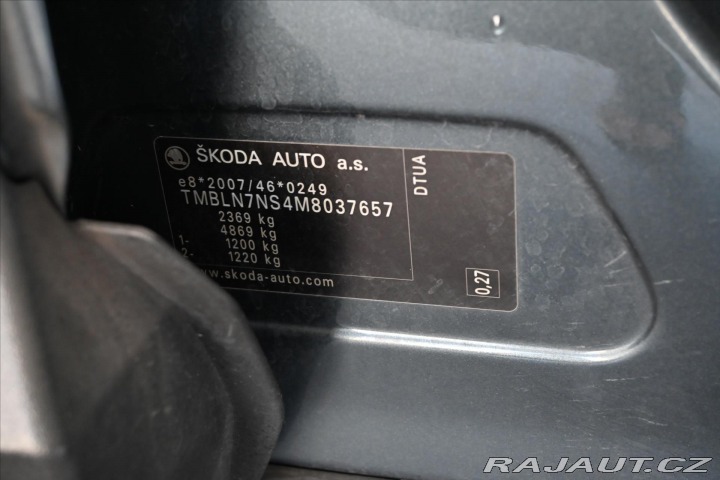 ŠKODA AUTO a.s.
e8*2007/46*0249
TMBLN7NS4M8037657
2369 kg
4869 kg
1- 1200 kg
2- 1220 kg
www.skoda-auto.com
DTUA
0,27
RAJAUT.CZ